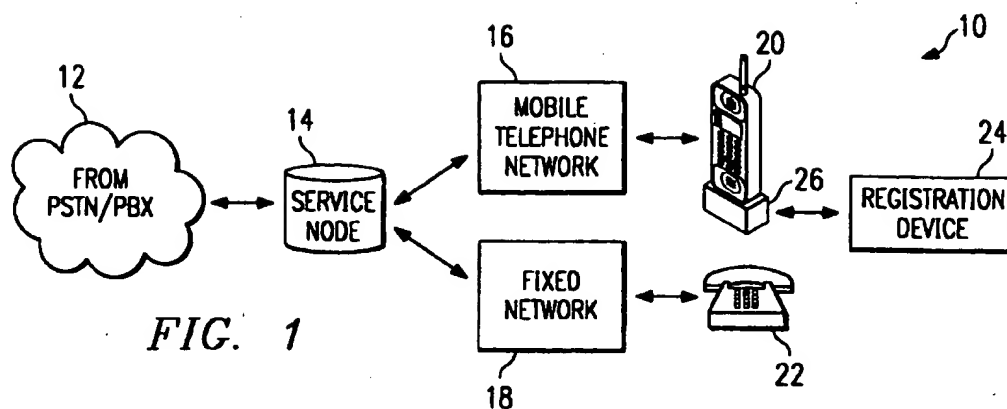 10
12
FROM
PSTN/PBX
14
SERVICE
NODE
16
MOBILE
TELEPHONE
NETWORK
20
26
24
REGISTRATION
DEVICE
FIXED
NETWORK
18
22
FIG. 1